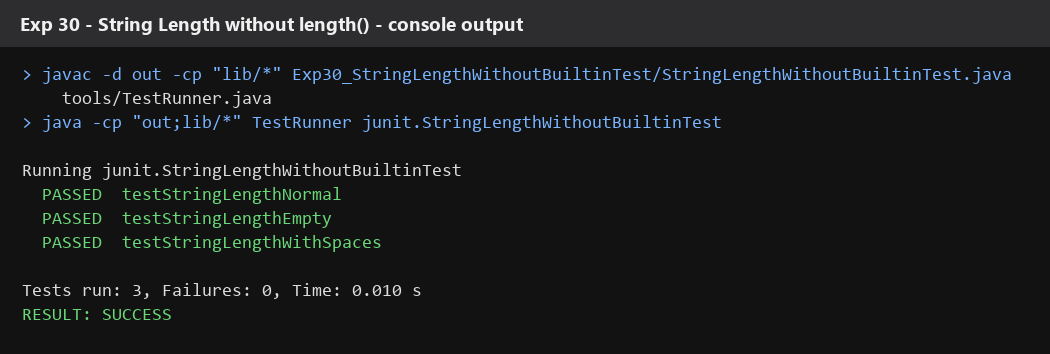 Exp 30 - String Length without length() - console output
> javac -d out -cp "lib/*" Exp30_StringLengthWithoutBuiltinTest/StringLengthWithoutBuiltinTest.java
tools/TestRunner.java
> java -cp "out;lib/*" TestRunner junit.StringLengthWithoutBuiltinTest
Running junit.StringLengthWithoutBuiltinTest
PASSED  testStringLengthNormal
PASSED  testStringLengthEmpty
PASSED  testStringLengthWithSpaces
Tests run: 3, Failures: 0, Time: 0.010 s
RESULT: SUCCESS